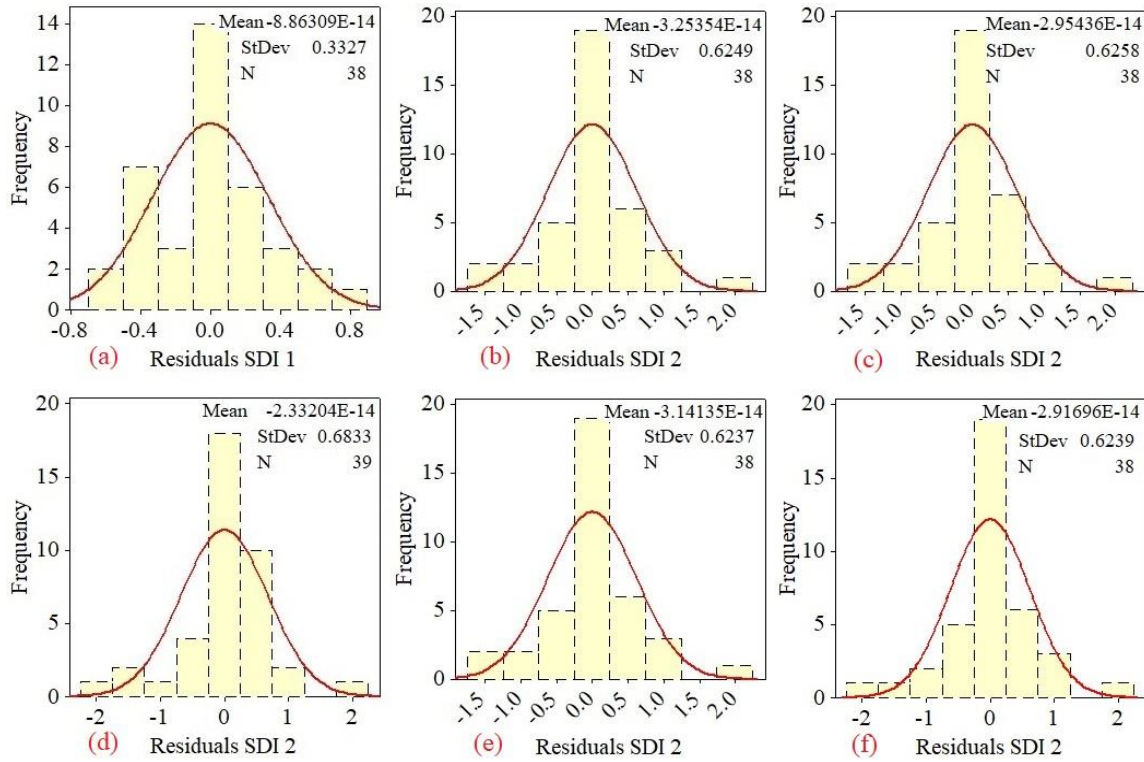 Mean -8.86309E-14
StDev 0.3327
N 38
14
12
10
8
6
4
2
0
Frequency
-0.8 -0.4 0.0 0.4 0.8
(a) Residuals SDI 1
Mean -3.25354E-14
StDev 0.6249
N 38
20
15
10
5
0
Frequency
-1.5 -1.0 -0.5 0.0 0.5 1.0 1.5 2.0
(b) Residuals SDI 2
Mean -2.95436E-14
StDev 0.6258
N 38
20
15
10
5
0
Frequency
-1.5 -1.0 -0.5 0.0 0.5 1.0 1.5 2.0
(c) Residuals SDI 2
Mean -2.33204E-14
StDev 0.6833
N 39
20
15
10
5
0
Frequency
-2 -1 0 1 2
(d) Residuals SDI 2
Mean -3.14135E-14
StDev 0.6237
N 38
20
15
10
5
0
Frequency
-1.5 -1.0 -0.5 0.0 0.5 1.0 1.5 2.0
(e) Residuals SDI 2
Mean -2.91696E-14
StDev 0.6239
N 38
20
15
10
5
0
Frequency
-2 -1 0 1 2
(f) Residuals SDI 2